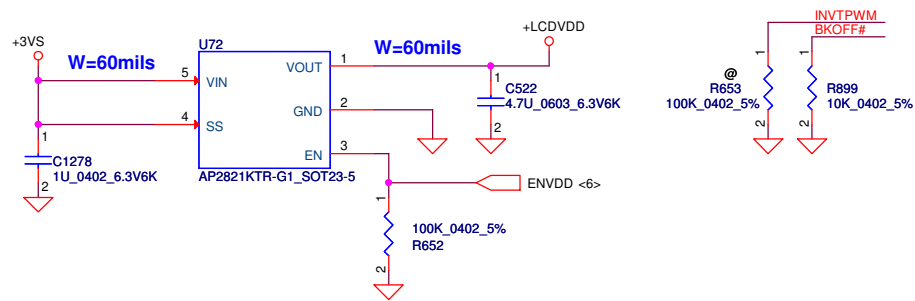 +3VS
W=60mils
U72
5
VIN
4
SS
VOUT
1
GND
2
EN
3
AP2821KTR-G1_SOT23-5
1
C1278
1U_0402_6.3V6K
2
W=60mils
+LCDVDD
1
C522
4.7U_0603_6.3V6K
2
ENVDD <6>
1
100K_0402_5%
R652
2
INVTPWM
BKOFF#
1
@
R653
100K_0402_5%
2
1
R899
10K_0402_5%
2